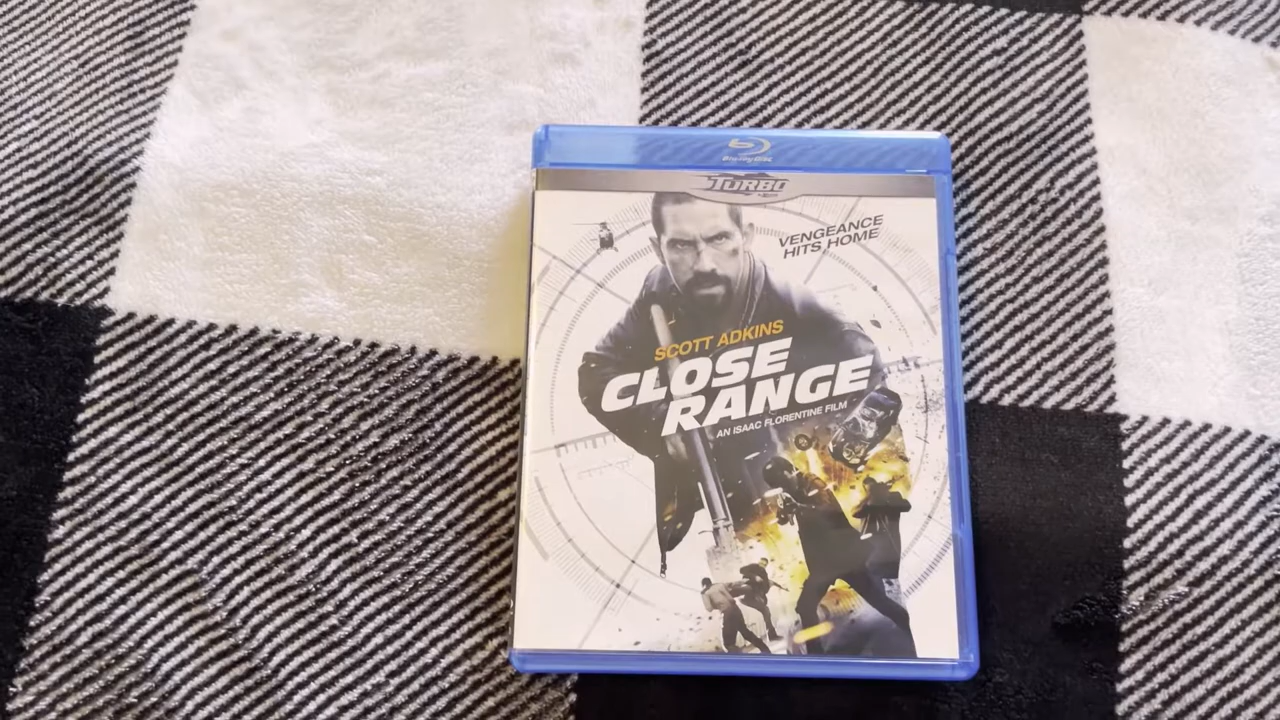 Blu-ray Disc
TURBO
VENGEANCE
HITS HOME
SCOTT ADKINS
CLOSE
RANGE
AN ISAAC FLORENTINE FILM